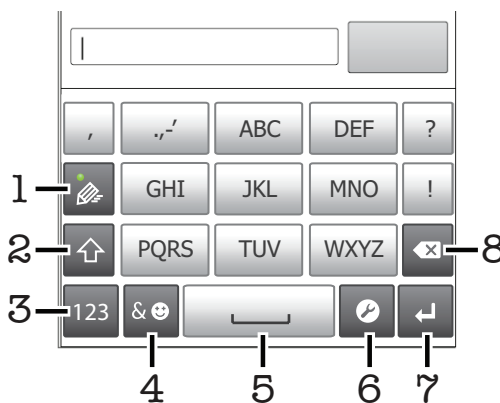 , .,-′ ABC DEF ?
1 GHI JKL MNO !
2 PQRS TUV WXYZ 8
3 123 &
4 5 6 7